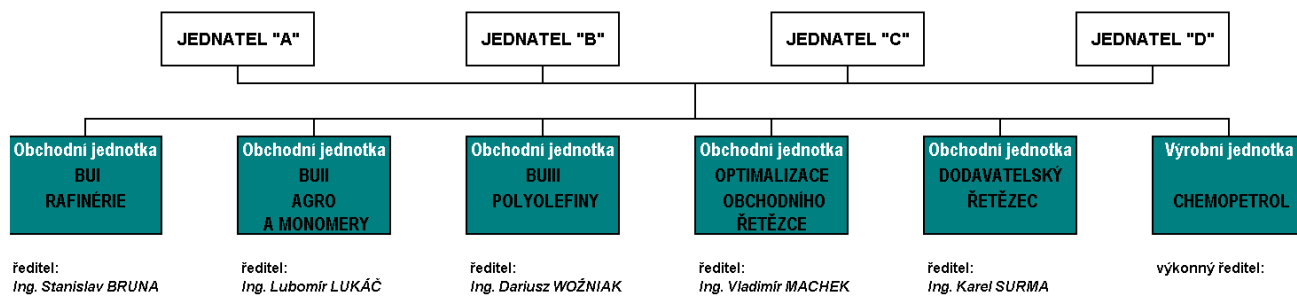 JEDNATEL "A"
JEDNATEL "B"
JEDNATEL "C"
JEDNATEL "D"
Obchodní jednotka
BUI
RAFINÉRIE
Obchodní jednotka
BUII
AGRO
A MONOMERY
Obchodní jednotka
BUIII
POLYOLEFINY
Obchodní jednotka
OPTIMALIZACE
OBCHODNÍHO
ŘETĚZCE
Obchodní jednotka
DODAVATELSKÝ
ŘETĚZEC
Výrobní jednotka
CHEMOPETROL
ředitel:
Ing. Stanislav BRUNA
ředitel:
Ing. Lubomír LUKÁČ
ředitel:
Ing. Dariusz WOŹNIAK
ředitel:
Ing. Vladimír MACHEK
ředitel:
Ing. Karel SURMA
výkonný ředitel: